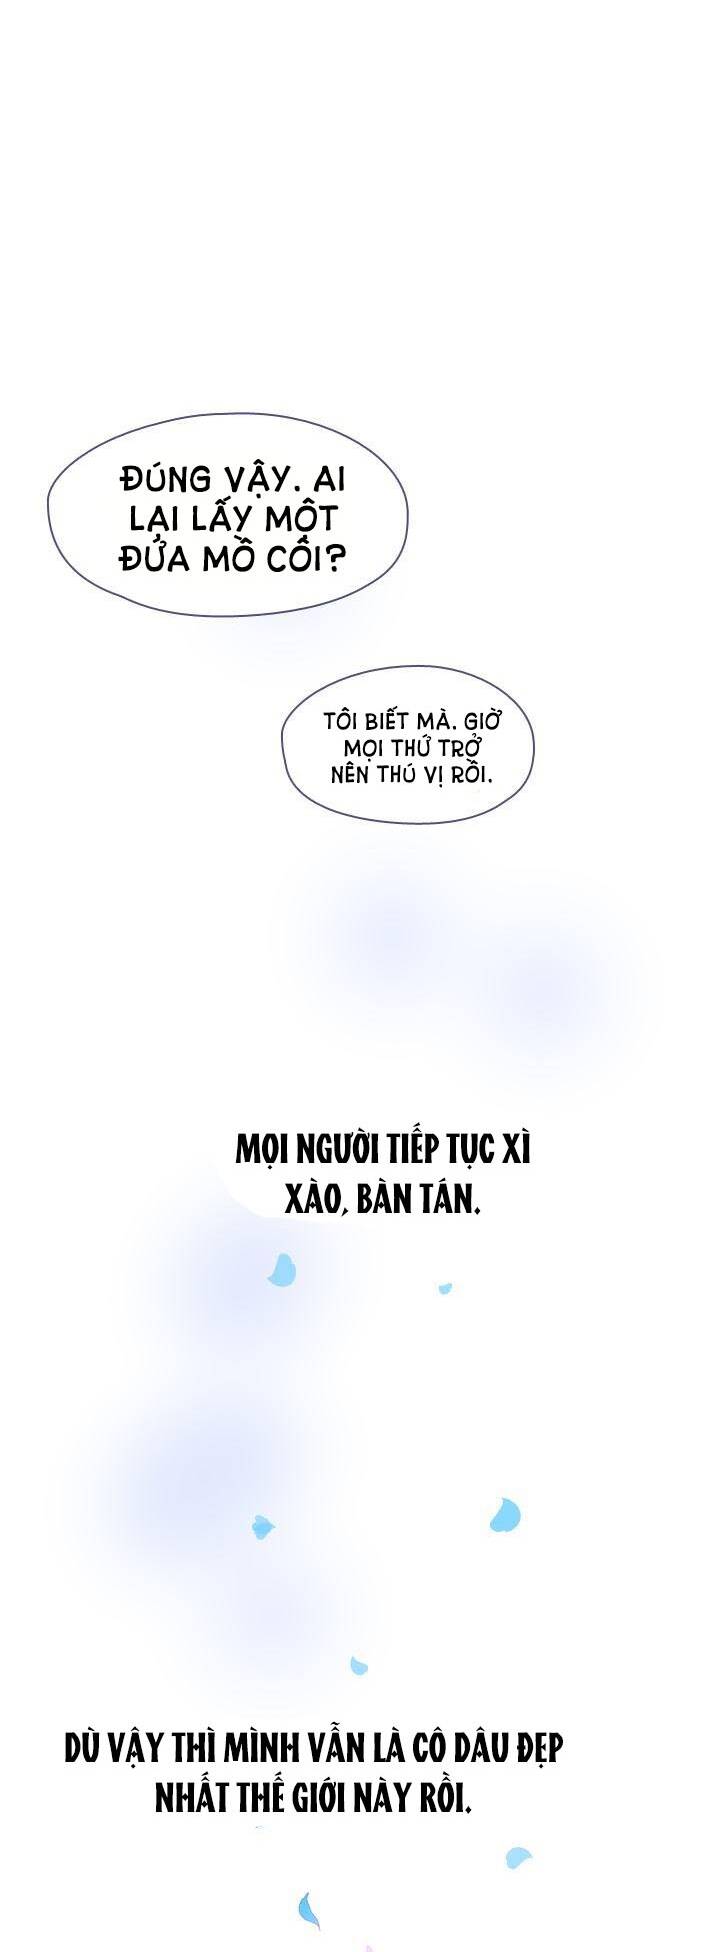 ĐÚNG VẬY. AI
LẠI LẤY MỘT
ĐỨA MỒ CÔI?
TÔI BIẾT MÀ. GIỜ
MỌI THỨ TRỞ
NÊN THÚ VỊ RỒI.
MỌI NGƯỜI TIẾP TỤC XÌ
XÀO, BÀN TÁN.
DÙ VẬY THÌ MÌNH VẪN LÀ CÔ DÂU ĐẸP
NHẤT THẾ GIỚI NÀY RỒI.